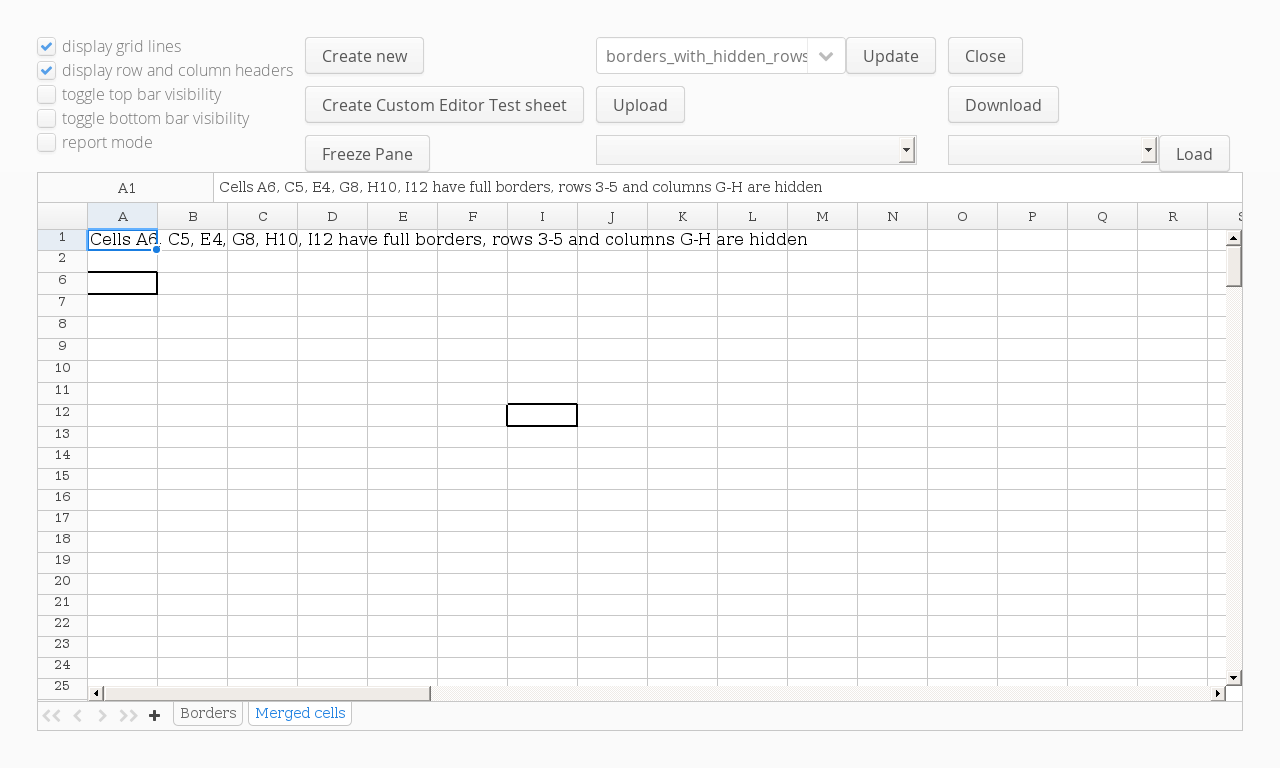 display grid lines
display row and column headers
toggle top bar visibility
toggle bottom bar visibility
report mode
Create new
borders_with_hidden_rows
Update
Close
Create Custom Editor Test sheet
Upload
Download
Freeze Pane
Load
A1
Cells A6, C5, E4, G8, H10, I12 have full borders, rows 3-5 and columns G-H are hidden
A B C D E F I J K L M N O P Q R S
1 Cells A6, C5, E4, G8, H10, I12 have full borders, rows 3-5 and columns G-H are hidden
2
6
7
8
9
10
11
12
13
14
15
16
17
18
19
20
21
22
23
24
25
Borders
Merged cells